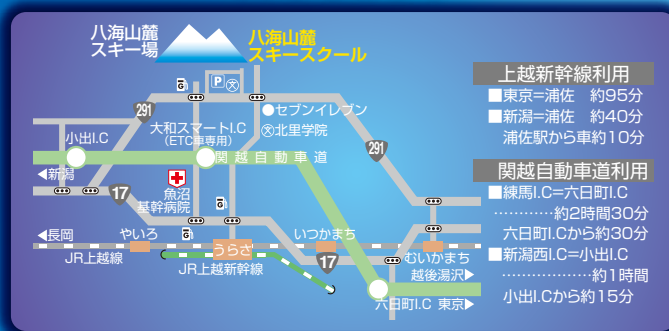 八海山麓
スキー場
八海山麓
スキースクール
P
文
291
セブンイレブン
文北里学院
大和スマートI.C
(ETC車専用)
小出I.C
関越自動車道
291
◀新潟
17
魚沼
基幹病院
◀長岡
やいろ
うらさ
いつかまち
むいかまち
JR上越線
JR上越新幹線
17
越後湯沢▶
六日町I.C
東京▶
上越新幹線利用
■東京=浦佐 約95分
■新潟=浦佐 約40分
浦佐駅から車約10分
関越自動車道利用
■練馬I.C=六日町I.C
…………約2時間30分
六日町I.Cから約30分
■新潟西I.C=小出I.C
………………約1時間
小出I.Cから約15分